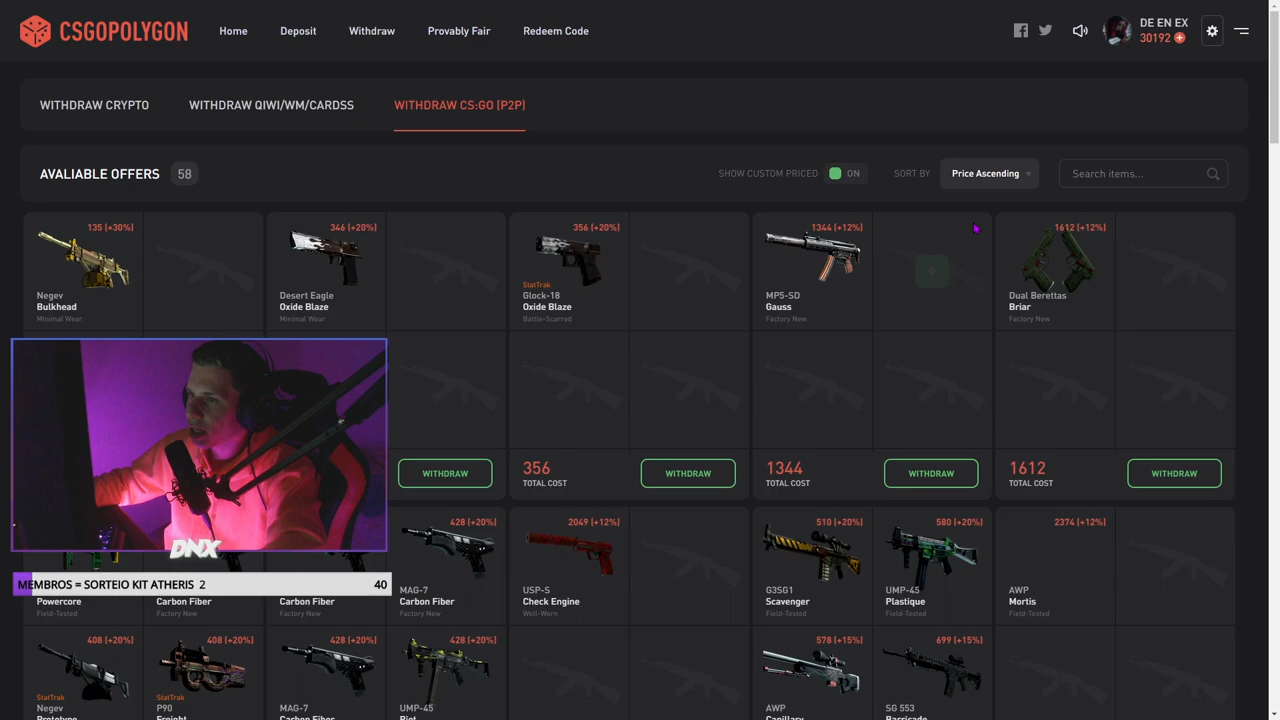 CSGOPOLYGON
Home
Deposit
Withdraw
Provably Fair
Redeem Code
DE EN EX
30192
WITHDRAW CRYPTO
WITHDRAW QIWI/WM/CARDSS
WITHDRAW CS:GO (P2P)
AVALIABLE OFFERS 58
SHOW CUSTOM PRICED ON
SORT BY Price Ascending
Search items...
135 (+30%)
Negev
Bulkhead
Minimal Wear
346 (+20%)
Desert Eagle
Oxide Blaze
Minimal Wear
356 (+20%)
StatTrak
Glock-18
Oxide Blaze
Battle-Scarred
1344 (+12%)
MP5-SD
Gauss
Factory New
1612 (+12%)
Dual Berettas
Briar
Factory New
WITHDRAW
356
TOTAL COST
WITHDRAW
1344
TOTAL COST
WITHDRAW
1612
TOTAL COST
WITHDRAW
DNX
MEMBROS = SORTEIO KIT ATHERIS 2
40
Powercore
Field-Tested
Carbon Fiber
Factory New
Carbon Fiber
Factory New
428 (+20%)
MAG-7
Carbon Fiber
Factory New
2049 (+12%)
USP-S
Check Engine
Well-Worn
510 (+20%)
G3SG1
Scavenger
Field-Tested
580 (+20%)
UMP-45
Plastique
Field-Tested
2374 (+12%)
AWP
Mortis
Field-Tested
408 (+20%)
StatTrak
Negev
Prototype
408 (+20%)
StatTrak
P90
Freight
428 (+20%)
MAG-7
Carbon Fiber
428 (+20%)
UMP-45
Riot
578 (+15%)
AWP
Capillary
699 (+15%)
SG 553
Barricade